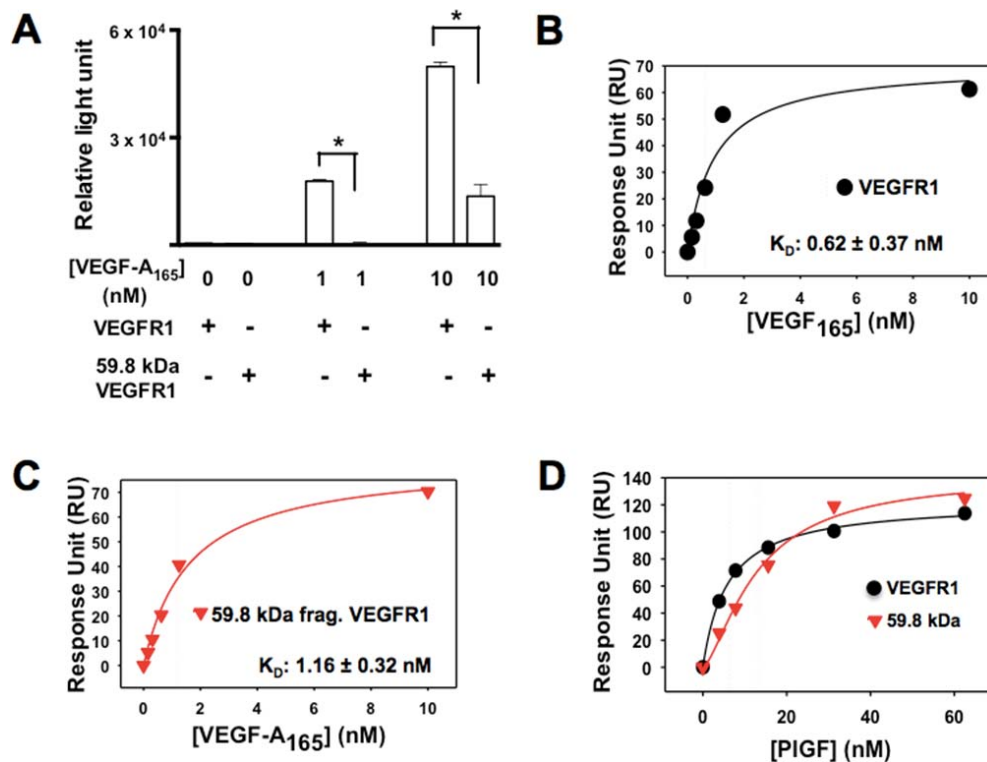 A
6 x 10⁴
3 x 10⁴
Relative light unit
*
*
[VEGF-A₁₆₅]
(nM)
0 0 1 1 10 10
VEGFR1
+ - + - + -
59.8 kDa
VEGFR1
- + - + - +
B
70
60
50
40
30
20
10
0
Response Unit (RU)
VEGFR1
K_D: 0.62 ± 0.37 nM
0 2 4 6 8 10
[VEGF₁₆₅] (nM)
C
70
60
50
40
30
20
10
0
Response Unit (RU)
59.8 kDa frag. VEGFR1
K_D: 1.16 ± 0.32 nM
0 2 4 6 8 10
[VEGF-A₁₆₅] (nM)
D
140
120
100
80
60
40
20
0
Response Unit (RU)
VEGFR1
59.8 kDa
0 20 40 60
[PlGF] (nM)